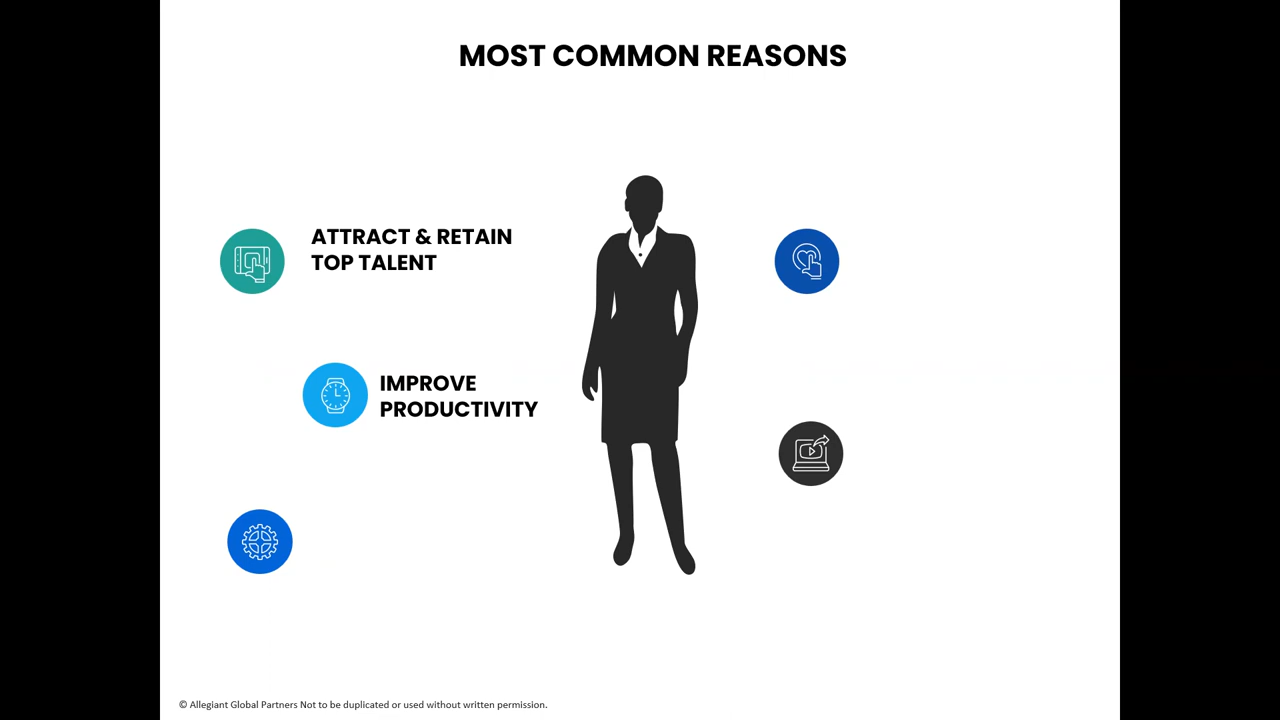 MOST COMMON REASONS
ATTRACT & RETAIN
TOP TALENT
IMPROVE
PRODUCTIVITY
© Allegiant Global Partners Not to be duplicated or used without written permission.